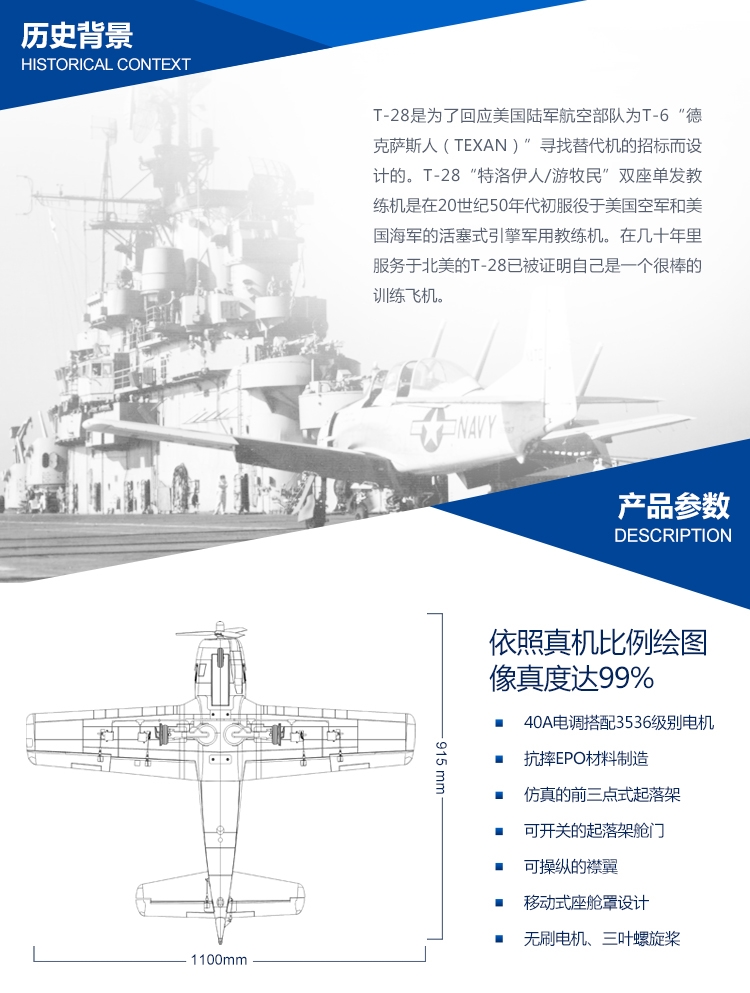 历史背景
HISTORICAL CONTEXT
T-28是为了回应美国陆军航空部队为T-6“德
克萨斯人（TEXAN）”寻找替代机的招标而设
计的。T-28“特洛伊人/游牧民”双座单发教
练机是在20世纪50年代初服役于美国空军和美
国海军的活塞式引擎军用教练机。在几十年里
服务于北美的T-28已被证明自己是一个很棒的
训练飞机。
NAVY
产品参数
DESCRIPTION
依照真机比例绘图
像真度达99%
40A电调搭配3536级别电机
抗摔EPO材料制造
仿真的前三点式起落架
可开关的起落架舱门
可操纵的襟翼
移动式座舱罩设计
无刷电机、三叶螺旋桨
915 mm
1100mm